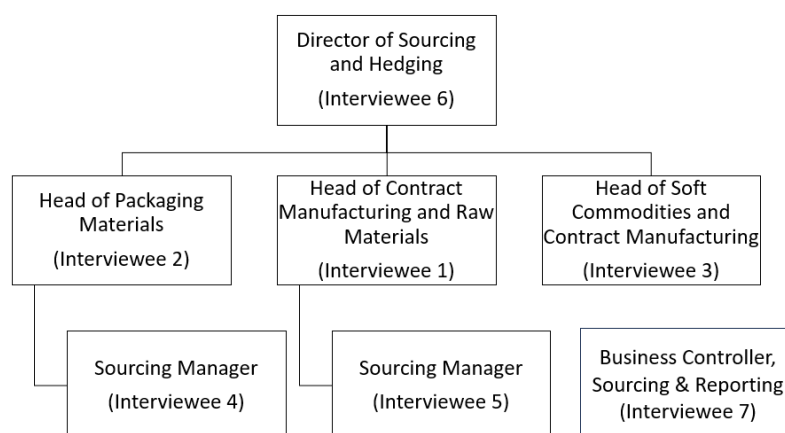 Director of Sourcing
and Hedging
(Interviewee 6)
Head of Packaging
Materials
(Interviewee 2)
Head of Contract
Manufacturing and Raw
Materials
(Interviewee 1)
Head of Soft
Commodities and
Contract Manufacturing
(Interviewee 3)
Sourcing Manager
(Interviewee 4)
Sourcing Manager
(Interviewee 5)
Business Controller,
Sourcing & Reporting
(Interviewee 7)